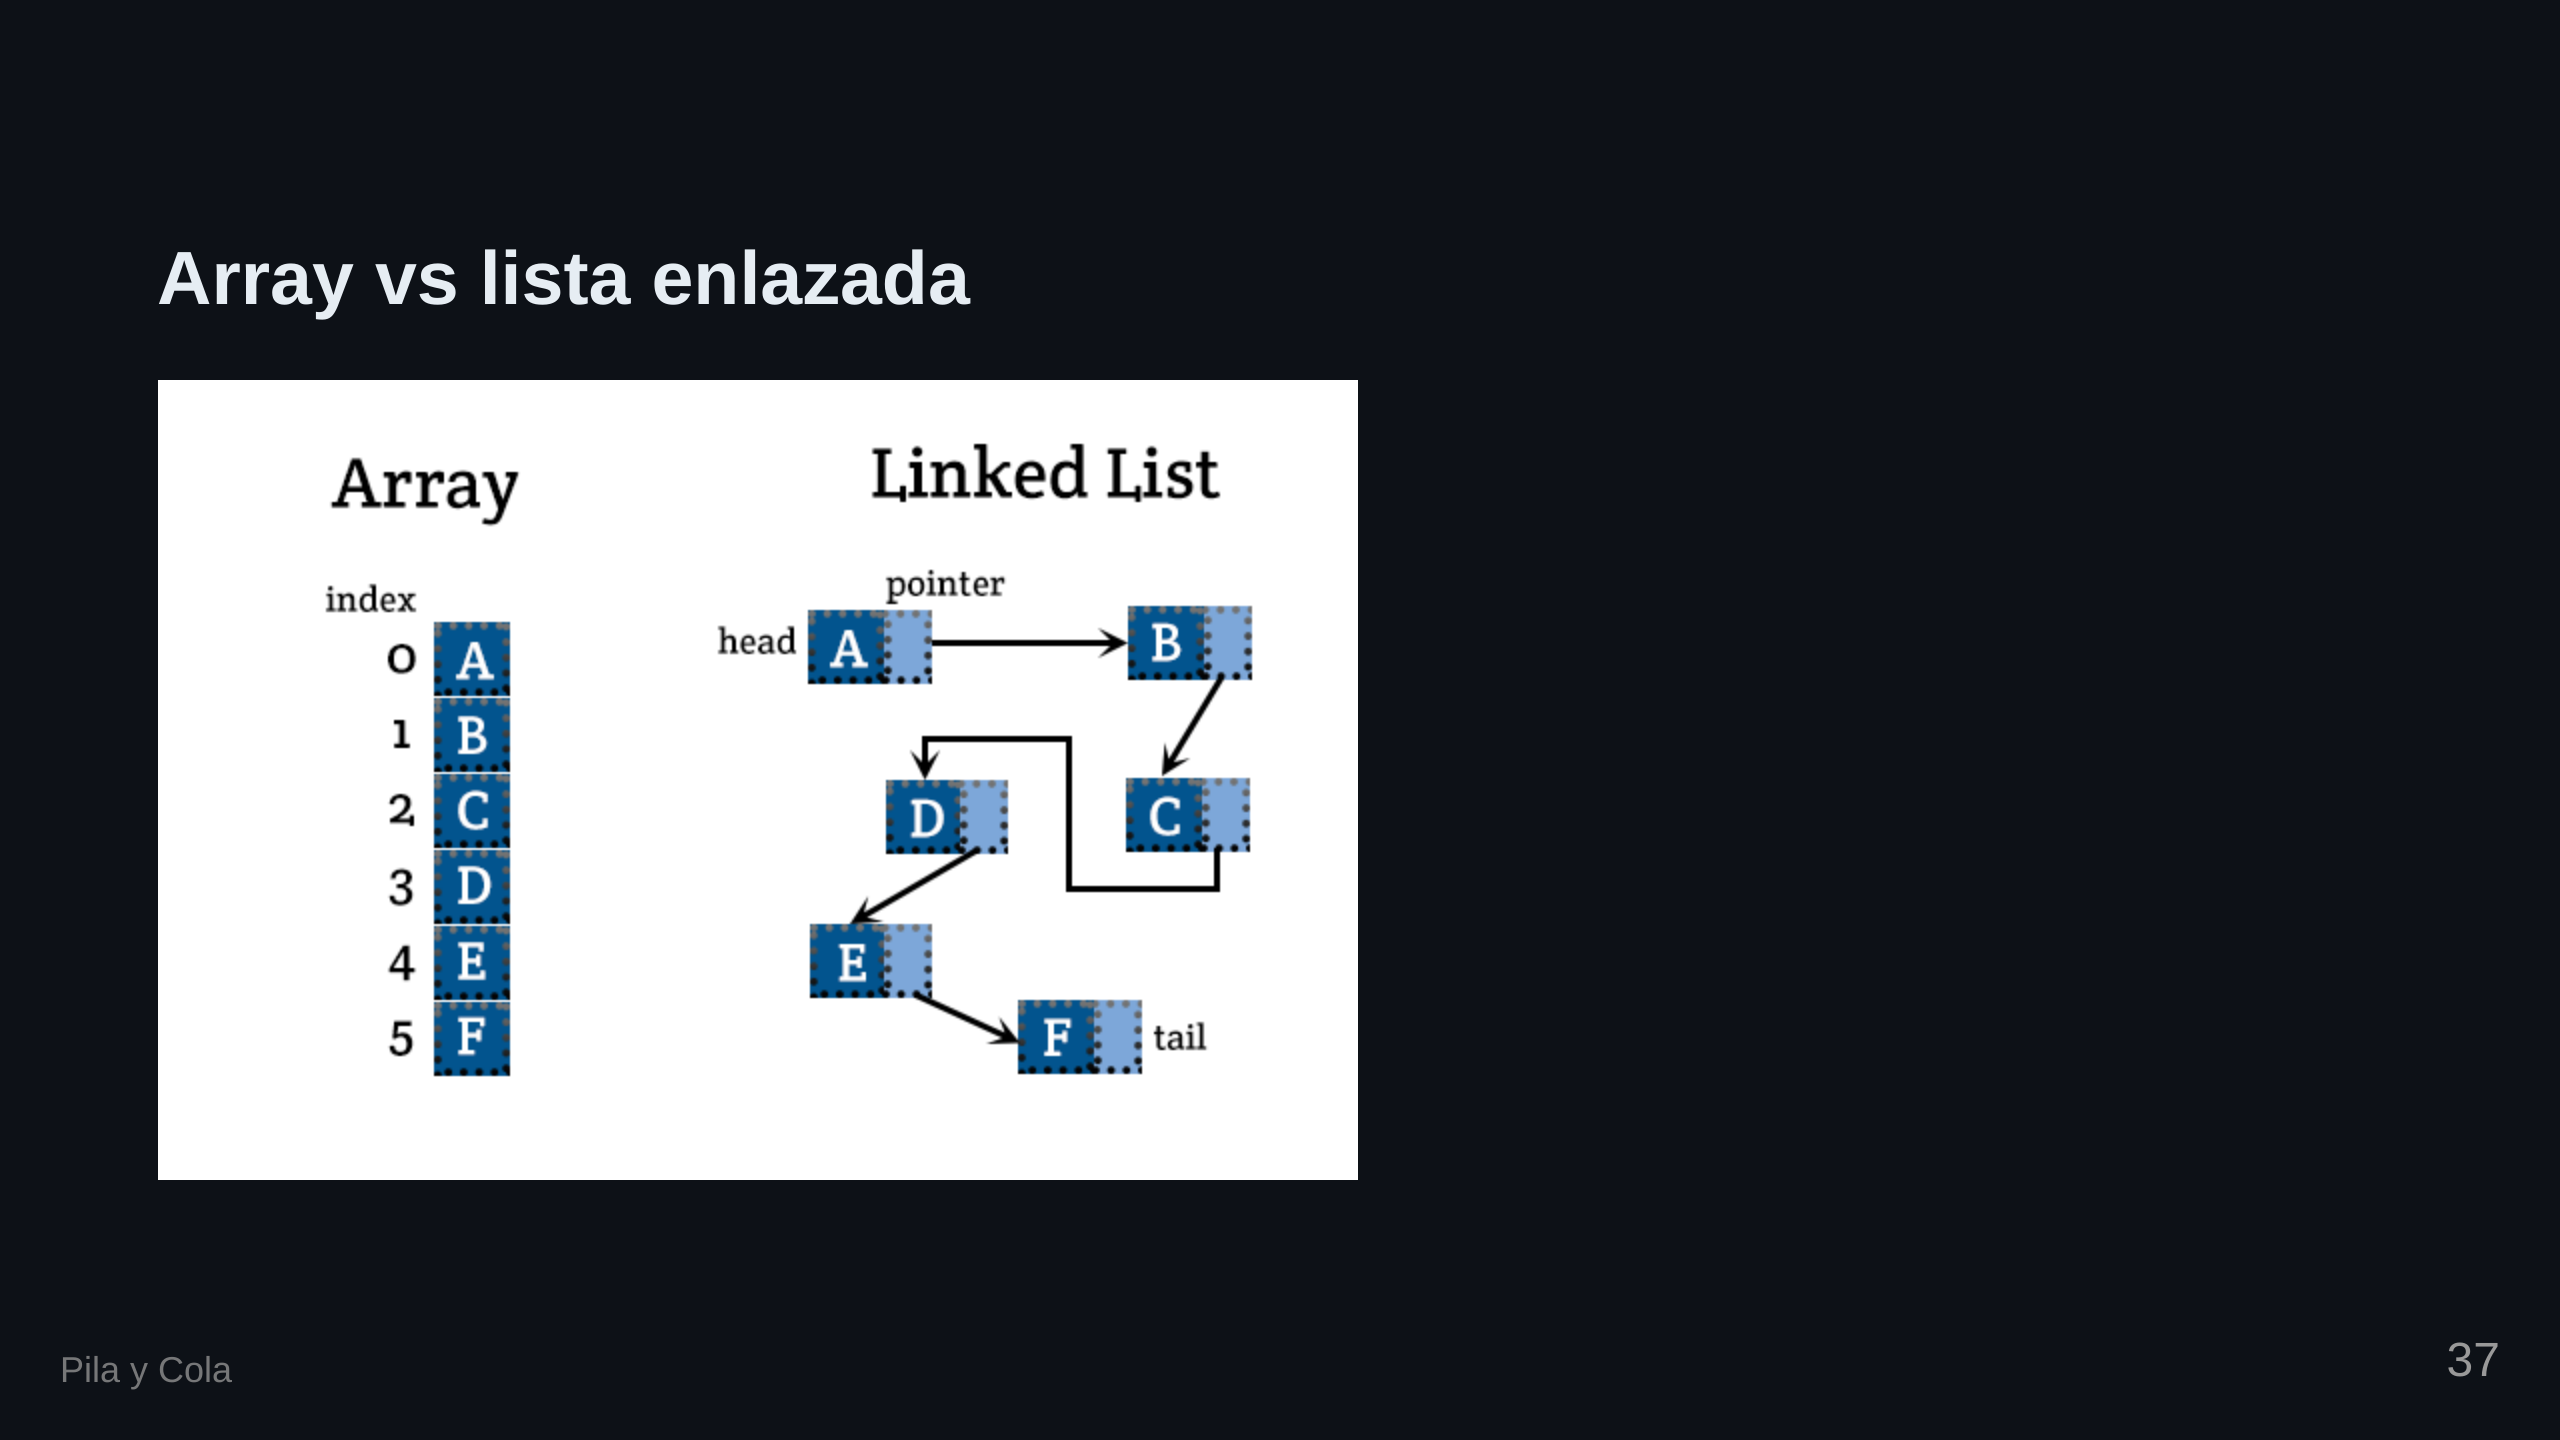 Array vs lista enlazada
Array
index
0 A
1 B
2 C
3 D
4 E
5 F
Linked List
pointer
head A B
D C
E
F tail
Pila y Cola
37